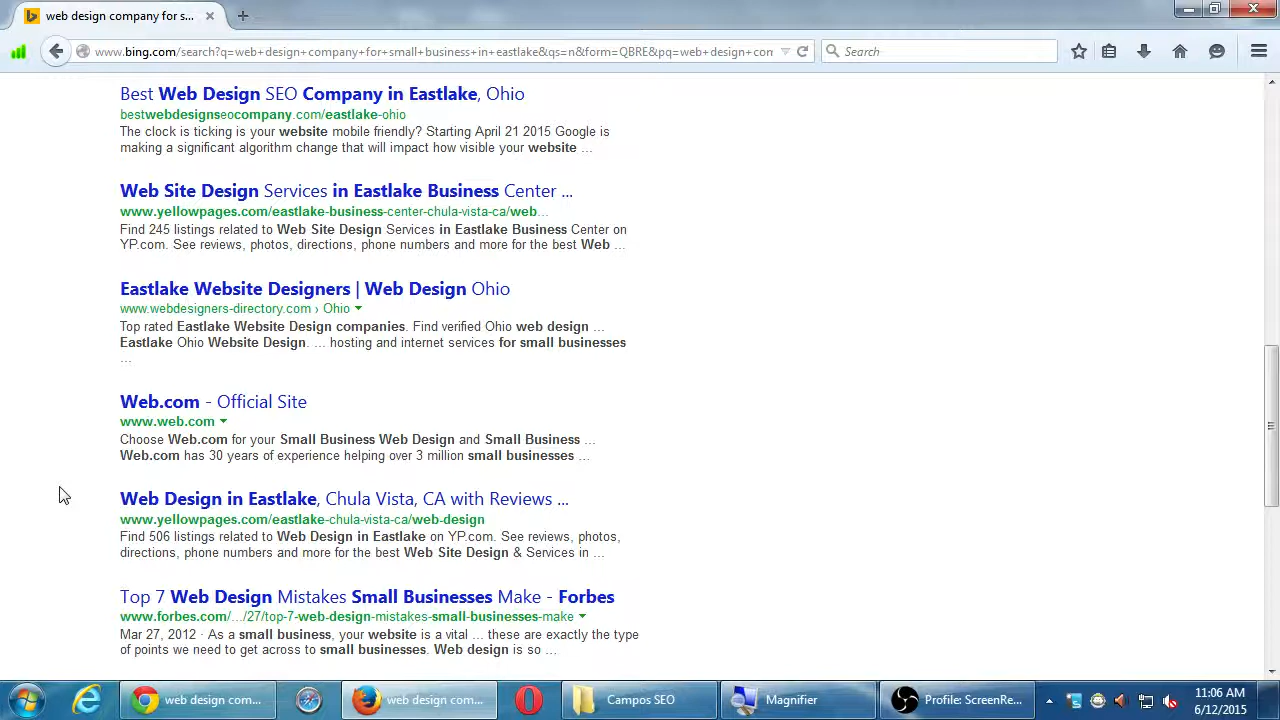 web design company for s...
www.bing.com/search?q=web+design+company+for+small+business+in+eastlake&qs=n&form=QBRE&pq=web+design+con
Search
Best Web Design SEO Company in Eastlake, Ohio
bestwebdesignseocompany.com/eastlake-ohio
The clock is ticking is your website mobile friendly? Starting April 21 2015 Google is
making a significant algorithm change that will impact how visible your website ...
Web Site Design Services in Eastlake Business Center ...
www.yellowpages.com/eastlake-business-center-chula-vista-ca/web...
Find 245 listings related to Web Site Design Services in Eastlake Business Center on
YP.com. See reviews, photos, directions, phone numbers and more for the best Web ...
Eastlake Website Designers | Web Design Ohio
www.webdesigners-directory.com › Ohio
Top rated Eastlake Website Design companies. Find verified Ohio web design ...
Eastlake Ohio Website Design. ... hosting and internet services for small businesses
...
Web.com - Official Site
www.web.com
Choose Web.com for your Small Business Web Design and Small Business ...
Web.com has 30 years of experience helping over 3 million small businesses ...
Web Design in Eastlake, Chula Vista, CA with Reviews ...
www.yellowpages.com/eastlake-chula-vista-ca/web-design
Find 506 listings related to Web Design in Eastlake on YP.com. See reviews, photos,
directions, phone numbers and more for the best Web Site Design & Services in ...
Top 7 Web Design Mistakes Small Businesses Make - Forbes
www.forbes.com/.../27/top-7-web-design-mistakes-small-businesses-make
Mar 27, 2012 · As a small business, your website is a vital ... these are exactly the type
of points we need to get across to small businesses. Web design is so ...
web design com...
web design com...
Campos SEO
Magnifier
Profile: ScreenRe...
11:06 AM
6/12/2015